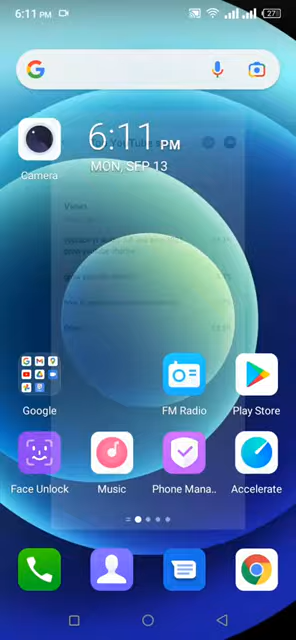 6:11 PM
27
6:11 PM
MON, SEP 13
Camera
Views
Google
FM Radio
Play Store
Face Unlock
Music
Phone Mana..
Accelerate